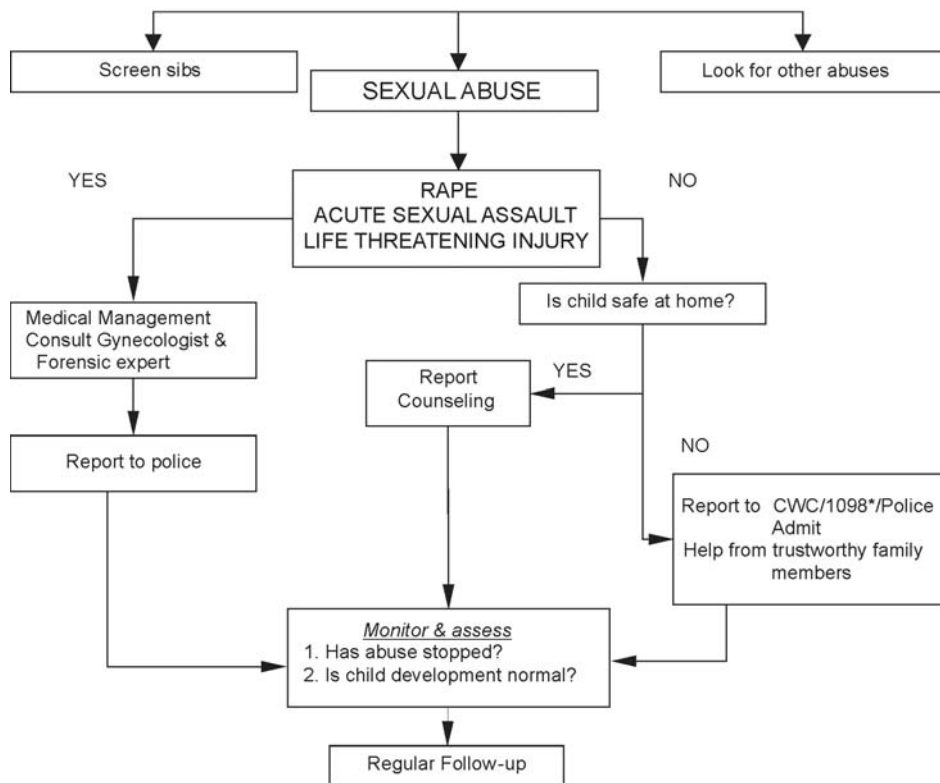 Screen sibs
Look for other abuses
SEXUAL ABUSE
YES
NO
RAPE
ACUTE SEXUAL ASSAULT
LIFE THREATENING INJURY
Is child safe at home?
Medical Management
Consult Gynecologist &
Forensic expert
YES
Report
Counseling
Report to police
NO
Report to CWC/1098*/Police
Admit
Help from trustworthy family
members
Monitor & assess
1. Has abuse stopped?
2. Is child development normal?
Regular Follow-up